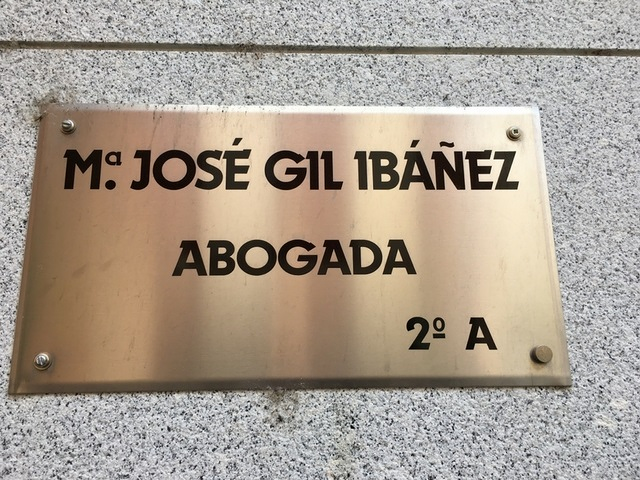 Mª. JOSÉ GIL IBÁÑEZ
ABOGADA
2º A